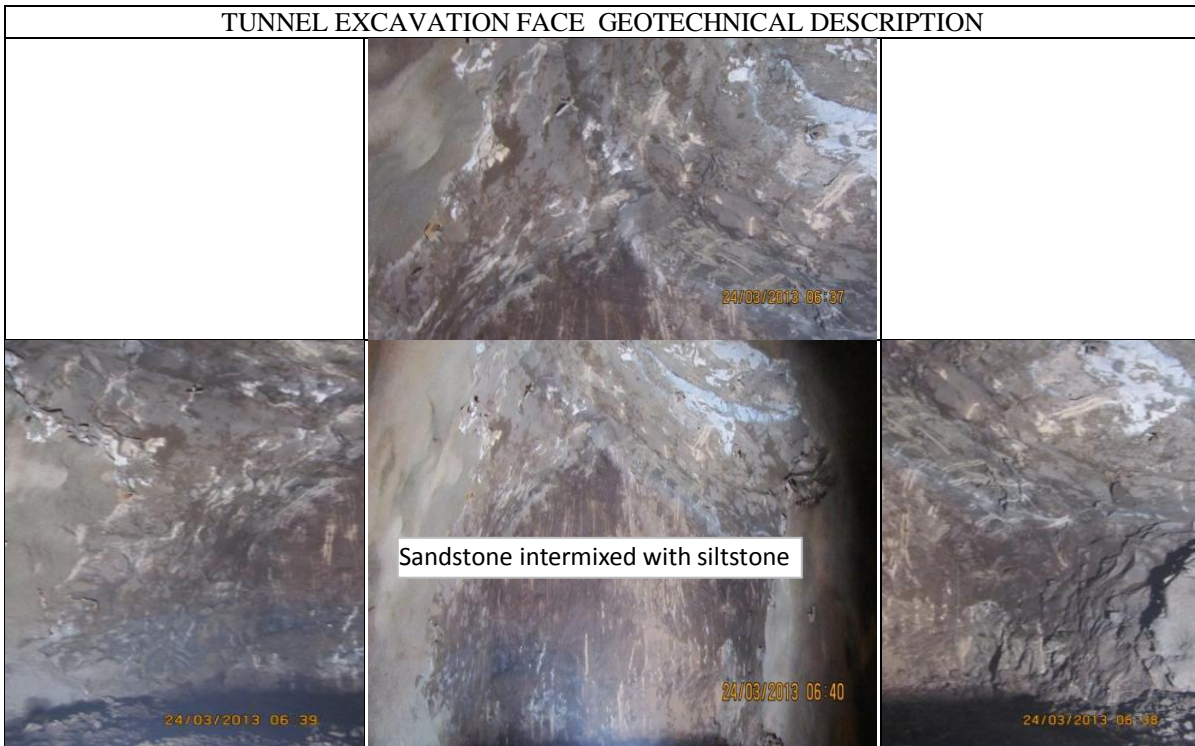 TUNNEL EXCAVATION FACE GEOTECHNICAL DESCRIPTION
24/03/2013 06:37
Sandstone intermixed with siltstone
24/03/2013 06:39
24/03/2013 06:40
24/03/2013 06:38